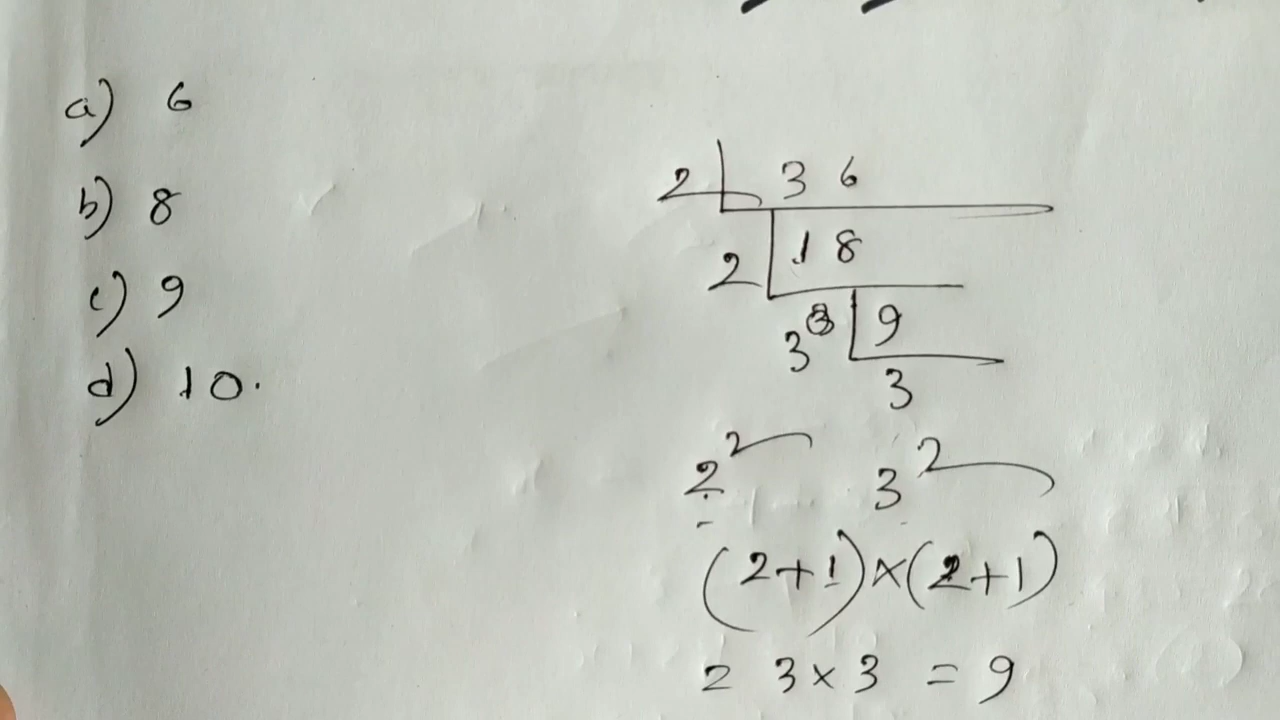 a) 6
b) 8
c) 9
d) 10.
2 36
2 18
3 9
3
2² 3²
(2+1)×(2+1)
= 3×3 = 9